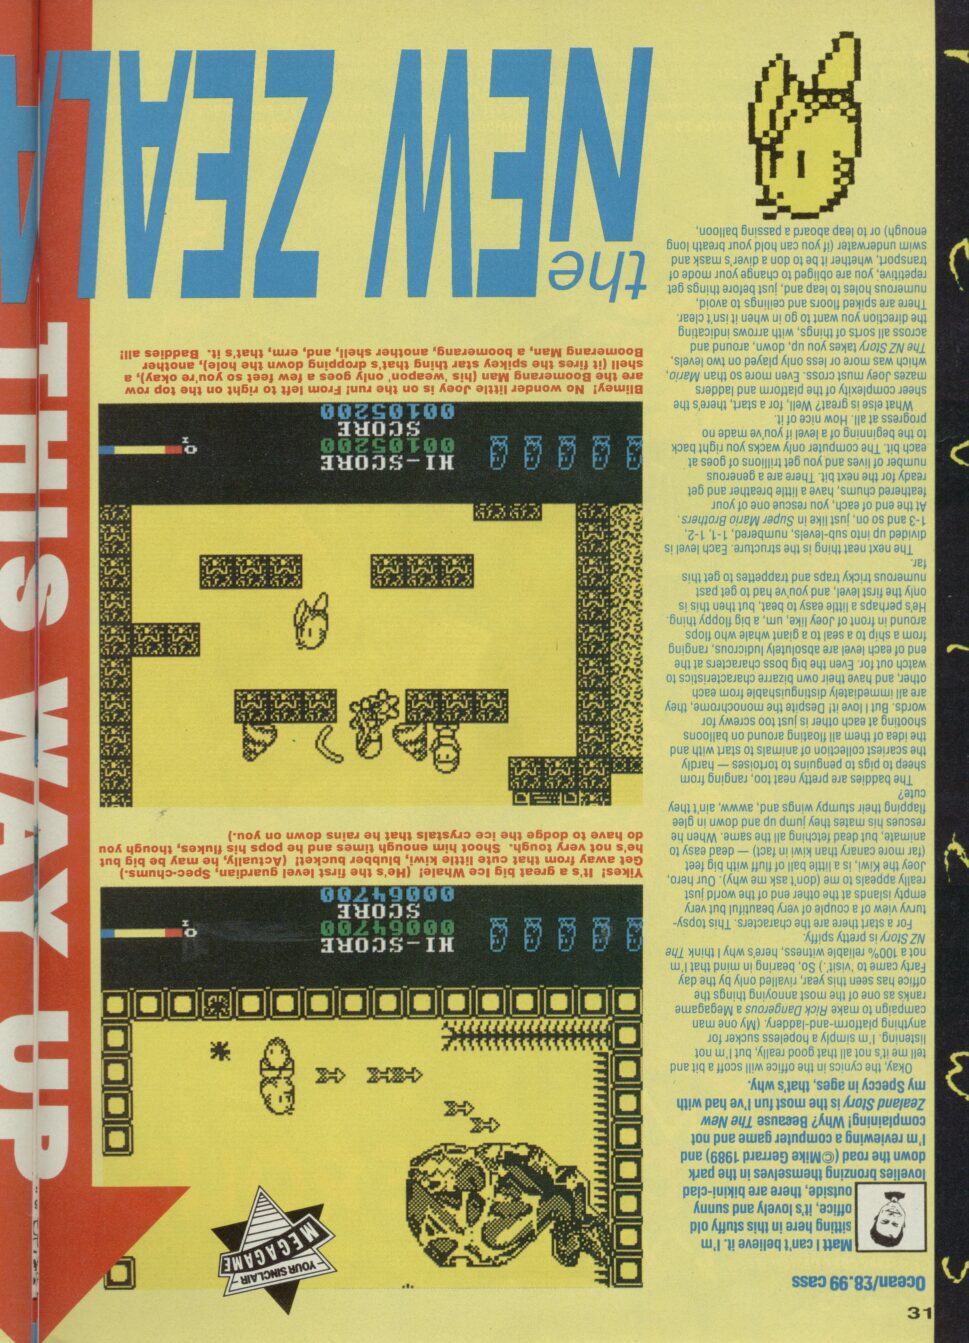 31
Ocean/£8.99 cass
Matt I can't believe it. I'm
sitting here in this stuffy old
office, it's lovely and sunny
outside, there are bikini-clad
lovelies bronzing themselves in the park
down the road (©Mike Gerrard 1989) and
I'm reviewing a computer game and not
complaining! Why? Because The New
Zealand Story is the most fun I've had with
my Speccy in ages, that's why.
Okay, the cynics in the office will scoff a bit and
tell me it's not all that good really, but I'm not
listening. I'm simply a hopeless sucker for
anything platform-and-laddery. (My one man
campaign to make Rick Dangerous a Megagame
ranks as one of the most annoying things the
office has seen this year, rivalled only by the day
Farty came to 'visit'.) So, bearing in mind that I'm
not a 100% reliable witness, here's why I think The
NZ Story is pretty spiffy.
For a start there are the characters. This topsy-
turvy view of a couple of very beautiful but very
empty islands at the other end of the world just
really appeals to me (don't ask me why). Our hero,
Joey the Kiwi, is a little ball of fluff with big feet
(far more canary than kiwi in fact) — dead easy to
animate, but dead fetching all the same. When he
rescues his mates they jump up and down in glee
flapping their stumpy wings and, awww, ain't they
cute?
The baddies are pretty neat too, ranging from
sheep to pigs to penguins to tortoises — hardly
the scariest collection of animals to start with and
the idea of them all floating around on balloons
shooting at each other is just too screwy for
words. But I love it! Despite the monochrome, they
are all immediately distinguishable from each
other, and have their own bizarre characteristics to
watch out for. Even the big boss characters at the
end of each level are absolutely ludicrous, ranging
from a ship to a seal to a giant whale who flops
around in front of Joey like, um, a big floppy thing.
He's perhaps a little easy to beat, but then this is
only the first level, and you've had to get past
numerous tricky traps and trappettes to get this
far.
The next neat thing is the structure. Each level is
divided up into sub-levels, numbered, 1-1, 1-2,
1-3 and so on, just like in Super Mario Brothers.
At the end of each, you rescue one of your
feathered chums, have a little breather and get
ready for the next bit. There are a generous
number of lives and you get trillions of goes at
each bit. The computer only wacks you right back
to the beginning of a level if you've made no
progress at all. How nice of it.
What else is great? Well, for a start, there's the
sheer complexity of the platform and ladders
mazes Joey must cross. Even more so than Mario,
which was more or less only played on two levels,
The NZ Story takes you up, down, around and
across all sorts of things, with arrows indicating
the direction you want to go in when it isn't clear.
There are spiked floors and ceilings to avoid,
numerous holes to leap and, just before things get
repetitive, you are obliged to change your mode of
transport, whether it be to don a diver's mask and
swim underwater (if you can hold your breath long
enough) or to leap aboard a passing balloon,
YOUR SINCLAIR
MEGAGAME
HI-SCORE
00064700
SCORE
00064700
Yikes! It's a great big Ice Whale! (He's the first level guardian, Spec-chums.)
Get away from that cute little kiwi, blubber bucket! (Actually, he may be big but
he's not very tough. Shoot him enough times and he pops his flukes, though you
do have to dodge the ice crystals that he rains down on you.)
HI-SCORE
00105200
SCORE
00105200
Blimey! No wonder little Joey is on the run! From left to right on the top row
are the Boomerang Man (his 'weapon' only goes a few feet so you're okay), a
shell (it fires the spikey star thing that's dropping down the hole), another
Boomerang Man, a boomerang, another shell, and, erm, that's it. Baddies all!
the
NEW ZEAL
THIS WAY UP